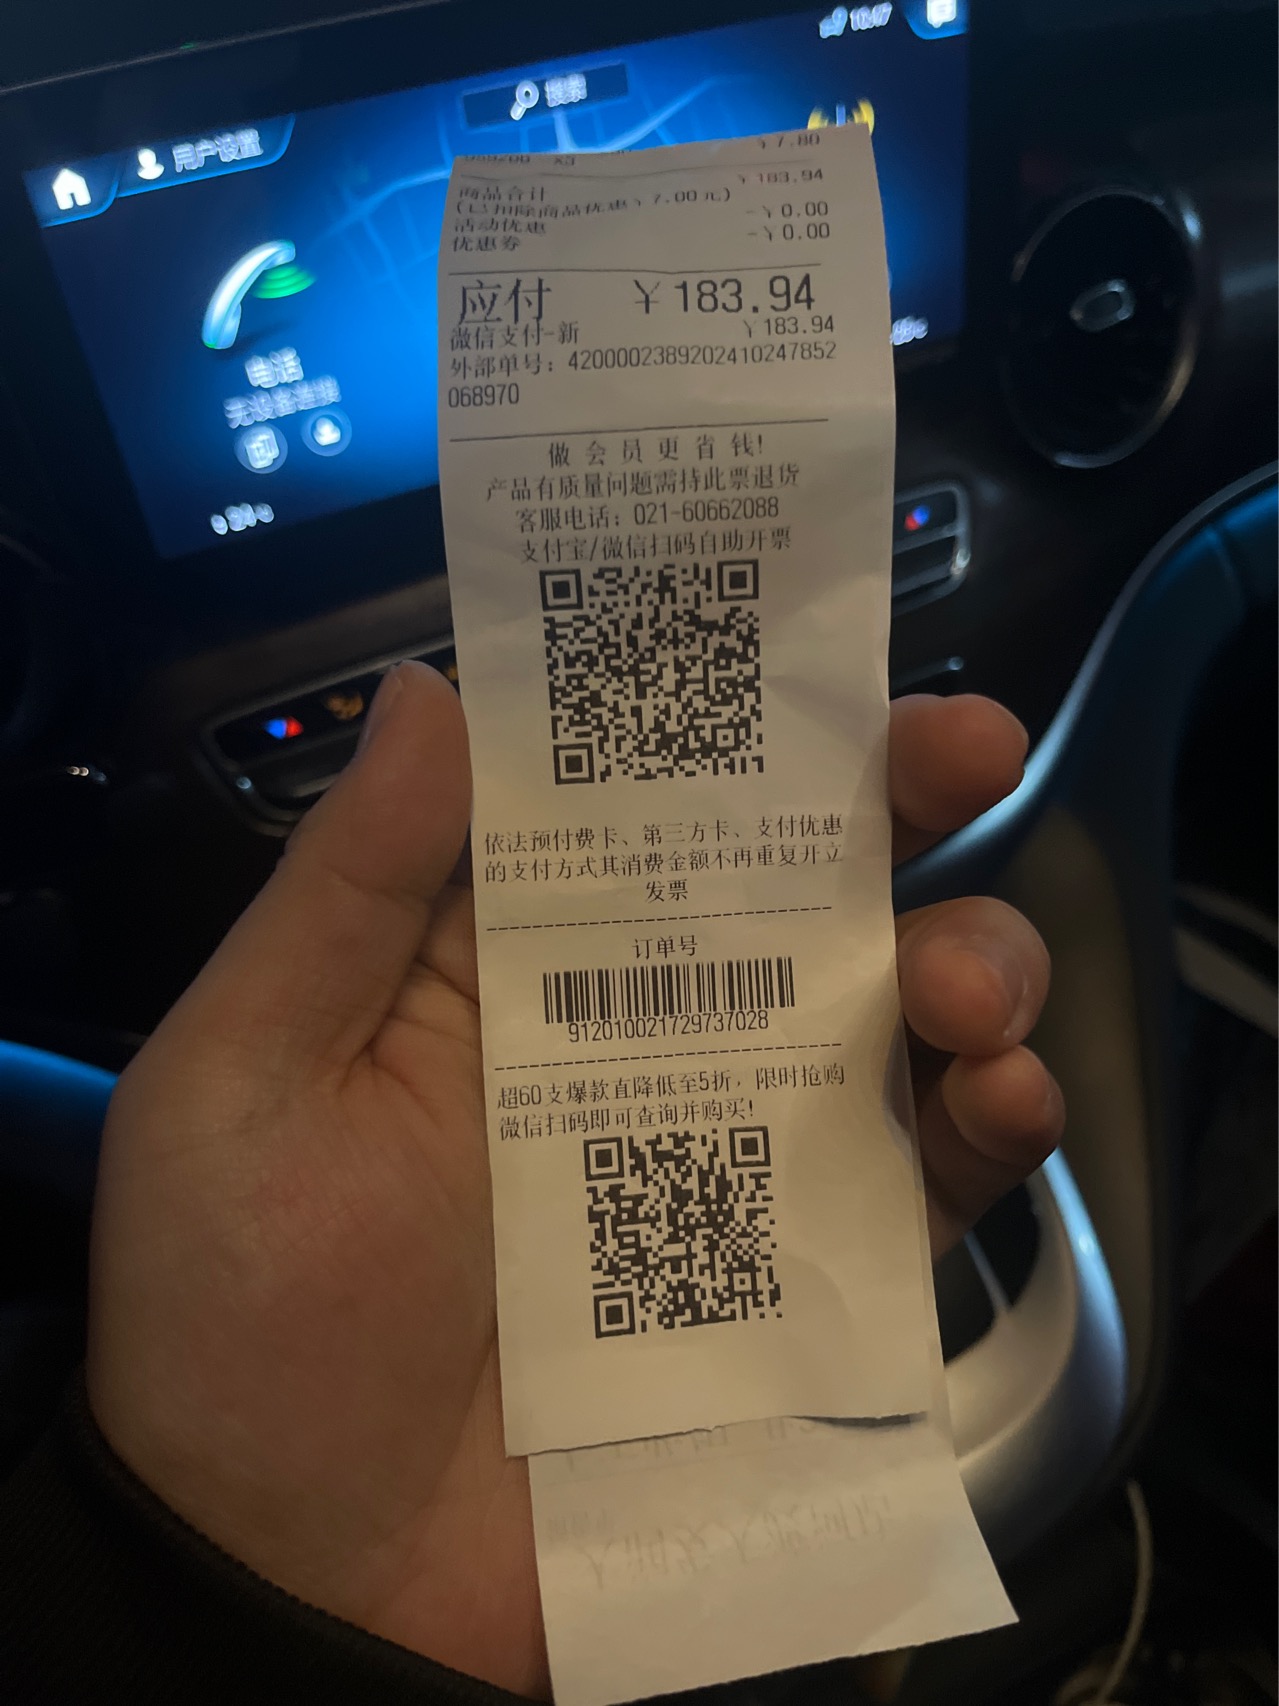 10:47
搜索
用户设置
电话
无设备连接
x3
¥7.80
商品合计 ¥183.94
(已扣除商品优惠¥7.00元)
活动优惠 -¥0.00
优惠券 -¥0.00
应付 ¥183.94
微信支付-新 ¥183.94
外部单号：4200002389202410247852
068970
做会员更省钱!
产品有质量问题需持此票退货
客服电话：021-60662088
支付宝/微信扫码自助开票
依法预付费卡、第三方卡、支付优惠
的支付方式其消费金额不再重复开立
发票
订单号
912010021729737028
超60支爆款直降低至5折，限时抢购
微信扫码即可查询并购买!